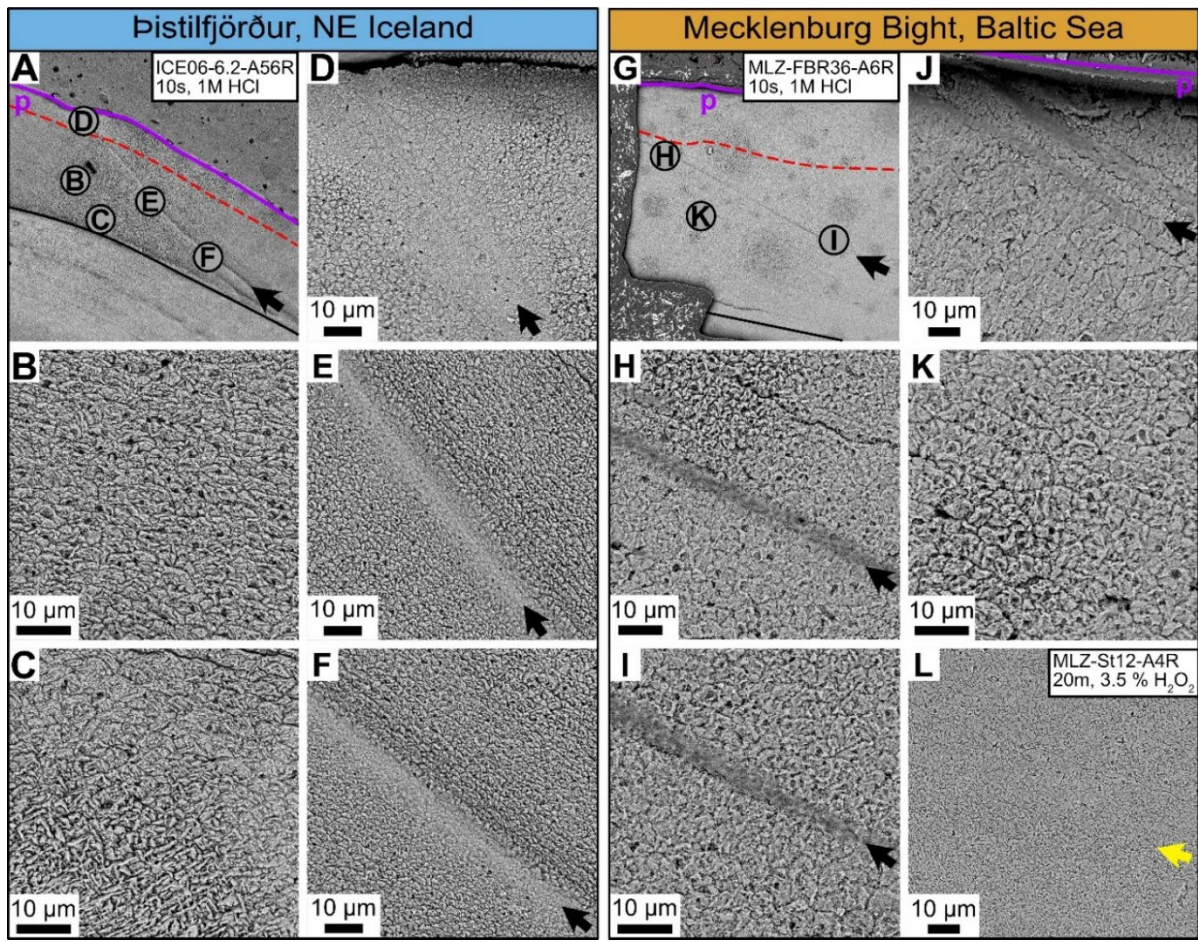 Þistilfjörður, NE Iceland
Mecklenburg Bight, Baltic Sea
A
ICE06-6.2-A56R
10s, 1M HCl
p
D
B
E
C
F
D
10 µm
G
MLZ-FBR36-A6R
10s, 1M HCl
p
H
K
I
J
p
10 µm
B
10 µm
E
10 µm
H
10 µm
K
10 µm
C
10 µm
F
10 µm
I
10 µm
L
MLZ-St12-A4R
20m, 3.5 % H₂O₂
10 µm